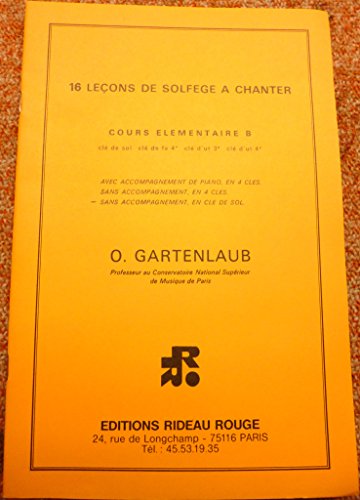 16 LEÇONS DE SOLFEGE A CHANTER
COURS ELEMENTAIRE B
clé de sol clé de fa 4e clé d'ut 3e clé d'ut 4e
AVEC ACCOMPAGNEMENT DE PIANO, EN 4 CLES.
SANS ACCOMPAGNEMENT, EN 4 CLES.
– SANS ACCOMPAGNEMENT, EN CLE DE SOL.
O. GARTENLAUB
Professeur au Conservatoire National Supérieur
de Musique de Paris
EDITIONS RIDEAU ROUGE
24, rue de Longchamp - 75116 PARIS
Tél.: 45.53.19.35